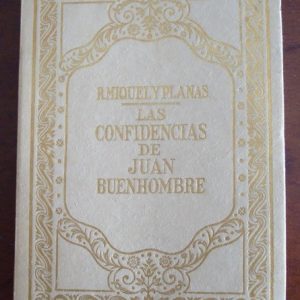 R. MIQUEL Y PLANAS
LAS
CONFIDENCIAS
DE
JUAN
BUENHOMBRE